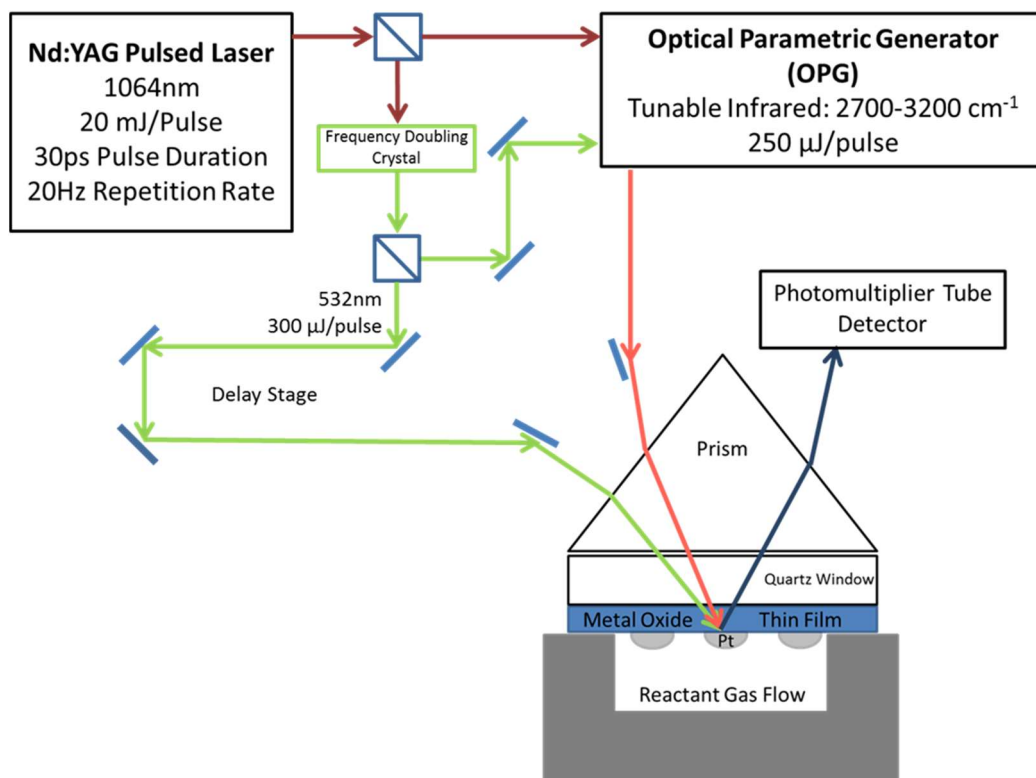 Nd:YAG Pulsed Laser
1064nm
20 mJ/Pulse
30ps Pulse Duration
20Hz Repetition Rate
Optical Parametric Generator
(OPG)
Tunable Infrared: 2700-3200 cm⁻¹
250 µJ/pulse
Frequency Doubling
Crystal
532nm
300 µJ/pulse
Delay Stage
Photomultiplier Tube
Detector
Prism
Quartz Window
Metal Oxide Thin Film
Pt
Reactant Gas Flow